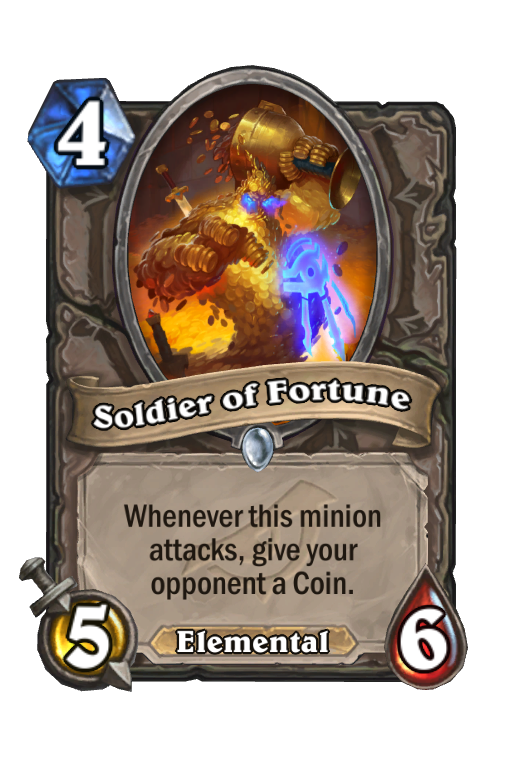 4
Soldier of Fortune
Whenever this minion
attacks, give your
opponent a Coin.
5
Elemental
6